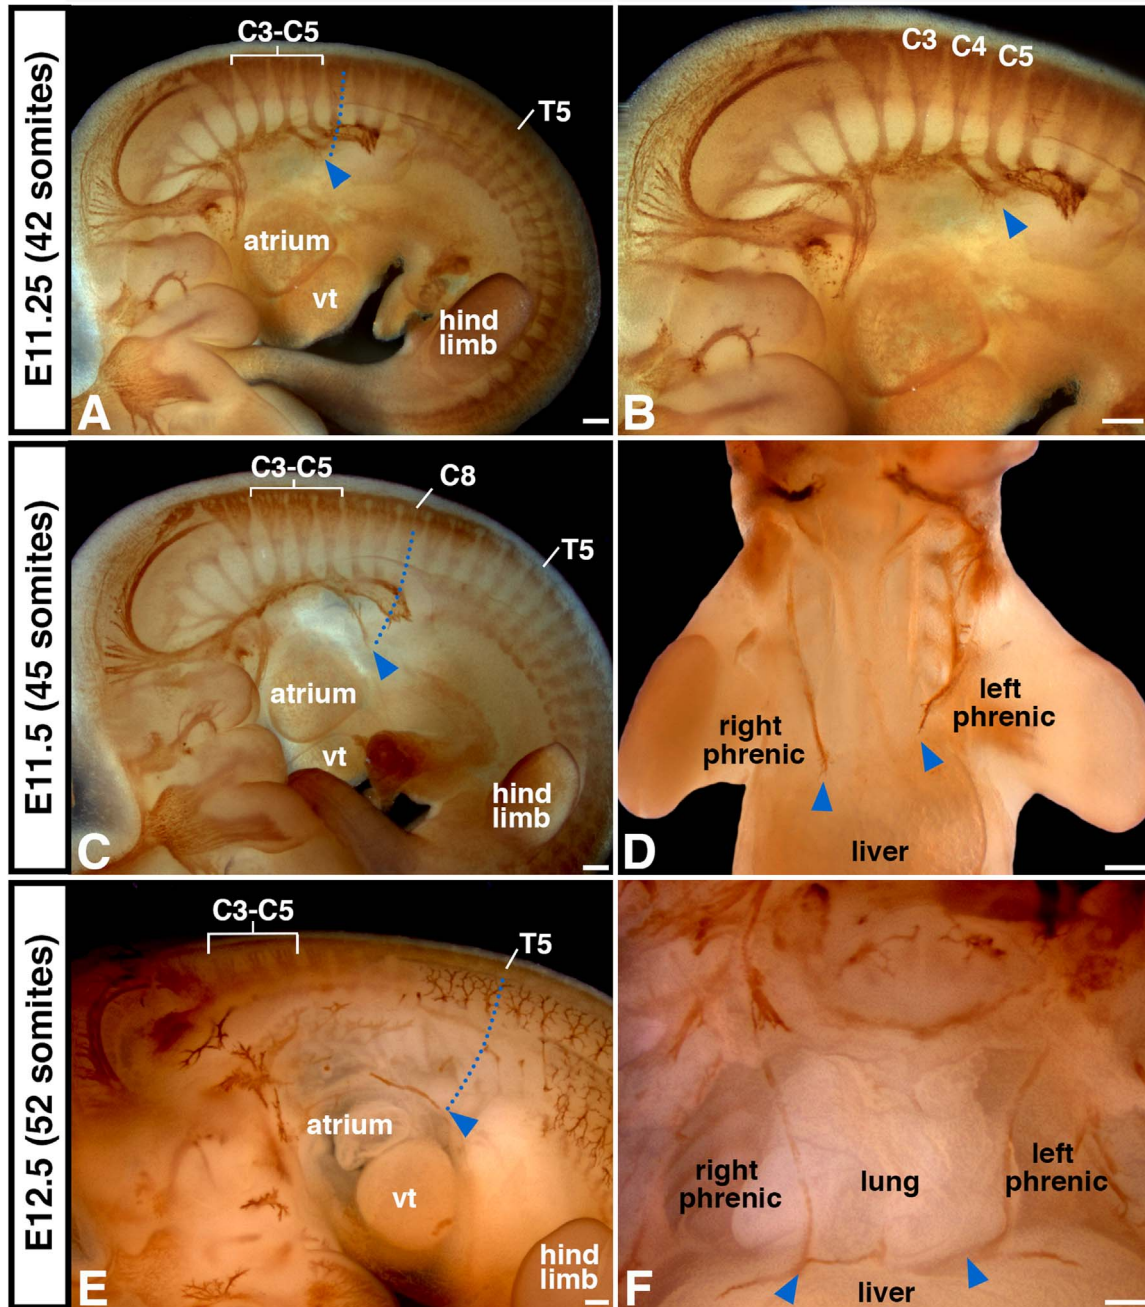 E11.25 (42 somites)
C3-C5
T5
atrium
vt
hind
limb
A
C3 C4 C5
B
E11.5 (45 somites)
C3-C5
C8
T5
atrium
vt
hind
limb
C
right
phrenic
left
phrenic
liver
D
E12.5 (52 somites)
C3-C5
T5
atrium
vt
hind
limb
E
right
phrenic
lung
left
phrenic
liver
F